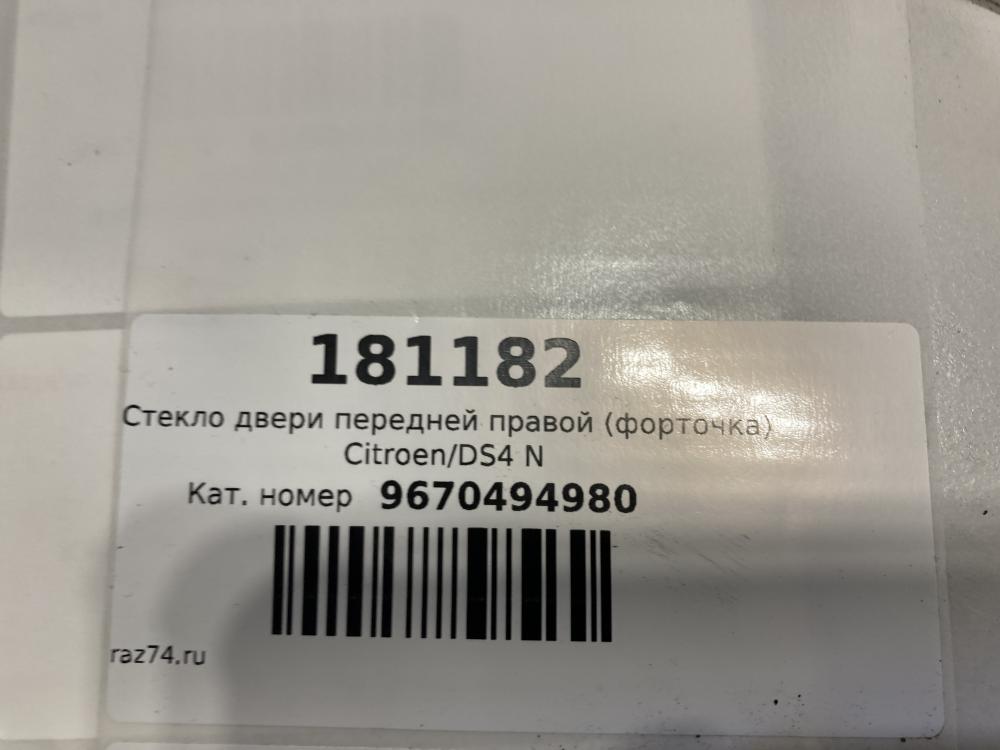 181182
Стекло двери передней правой (форточка)
Citroen/DS4 N
Кат. номер 9670494980
raz74.ru